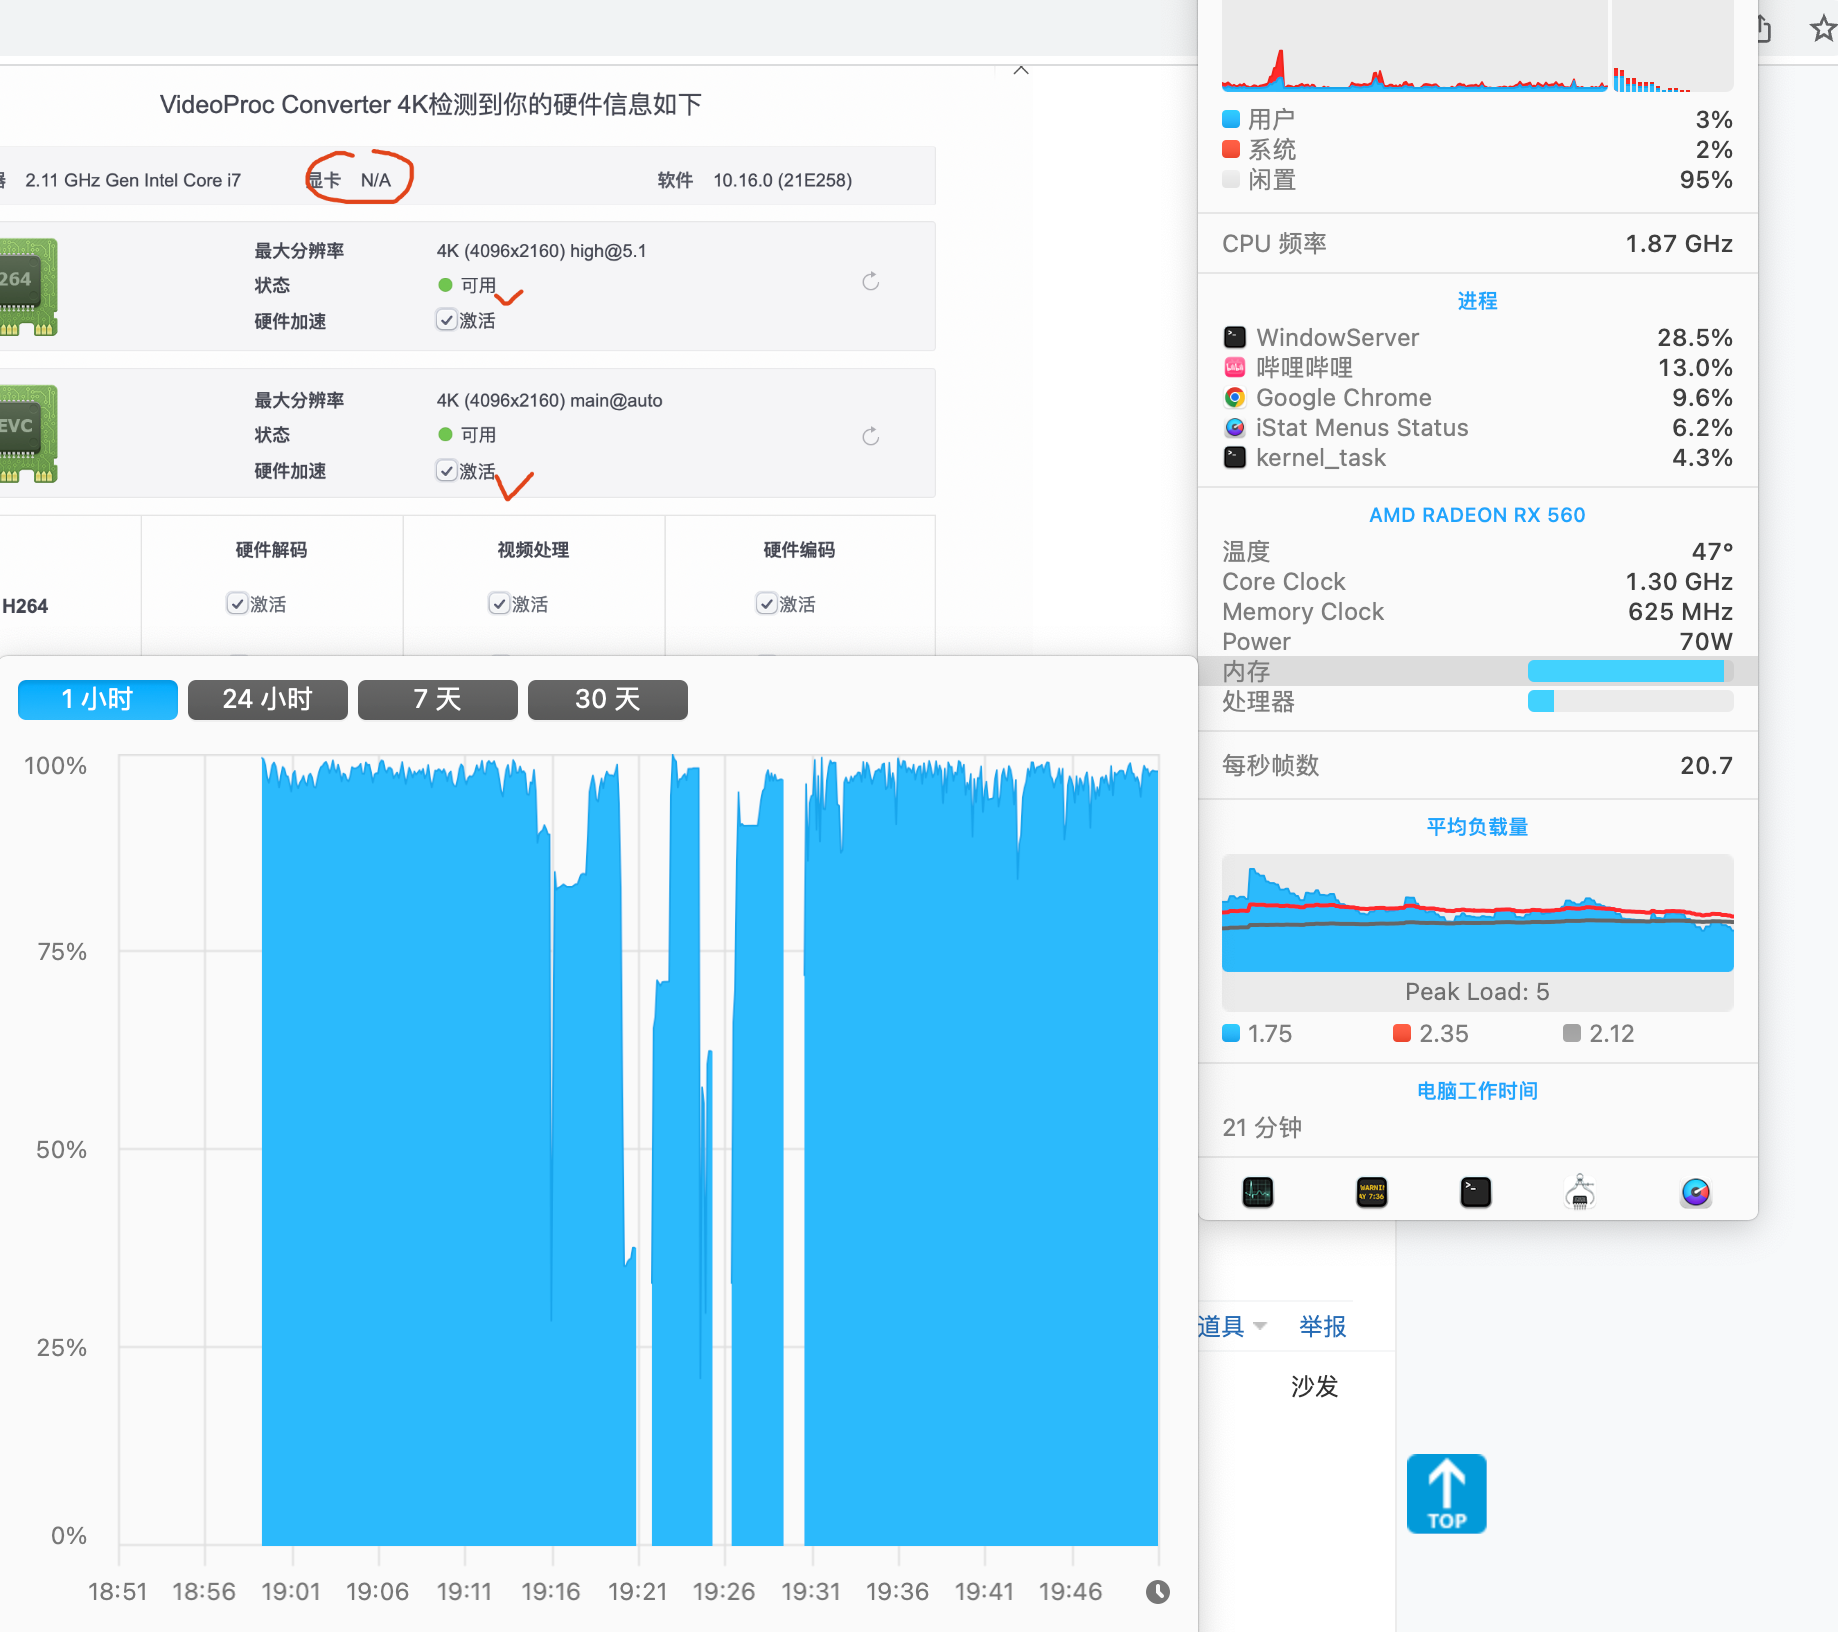 VideoProc Converter 4K检测到你的硬件信息如下
2.11 GHz Gen Intel Core i7 显卡 N/A 软件 10.16.0 (21E258)
264
最大分辨率 4K (4096x2160) high@5.1
状态 可用
硬件加速 激活
EVC
最大分辨率 4K (4096x2160) main@auto
状态 可用
硬件加速 激活
硬件解码 视频处理 硬件编码
H264 激活 激活 激活
1 小时 24 小时 7 天 30 天
100%
75%
50%
25%
0%
18:51 18:56 19:01 19:06 19:11 19:16 19:21 19:26 19:31 19:36 19:41 19:46
用户 3%
系统 2%
闲置 95%
CPU 频率 1.87 GHz
进程
WindowServer 28.5%
哔哩哔哩 13.0%
Google Chrome 9.6%
iStat Menus Status 6.2%
kernel_task 4.3%
AMD RADEON RX 560
温度 47°
Core Clock 1.30 GHz
Memory Clock 625 MHz
Power 70W
内存
处理器
每秒帧数 20.7
平均负载量
Peak Load: 5
1.75 2.35 2.12
电脑工作时间
21 分钟
WARNIN
AY 7:36
道具 举报
沙发
TOP